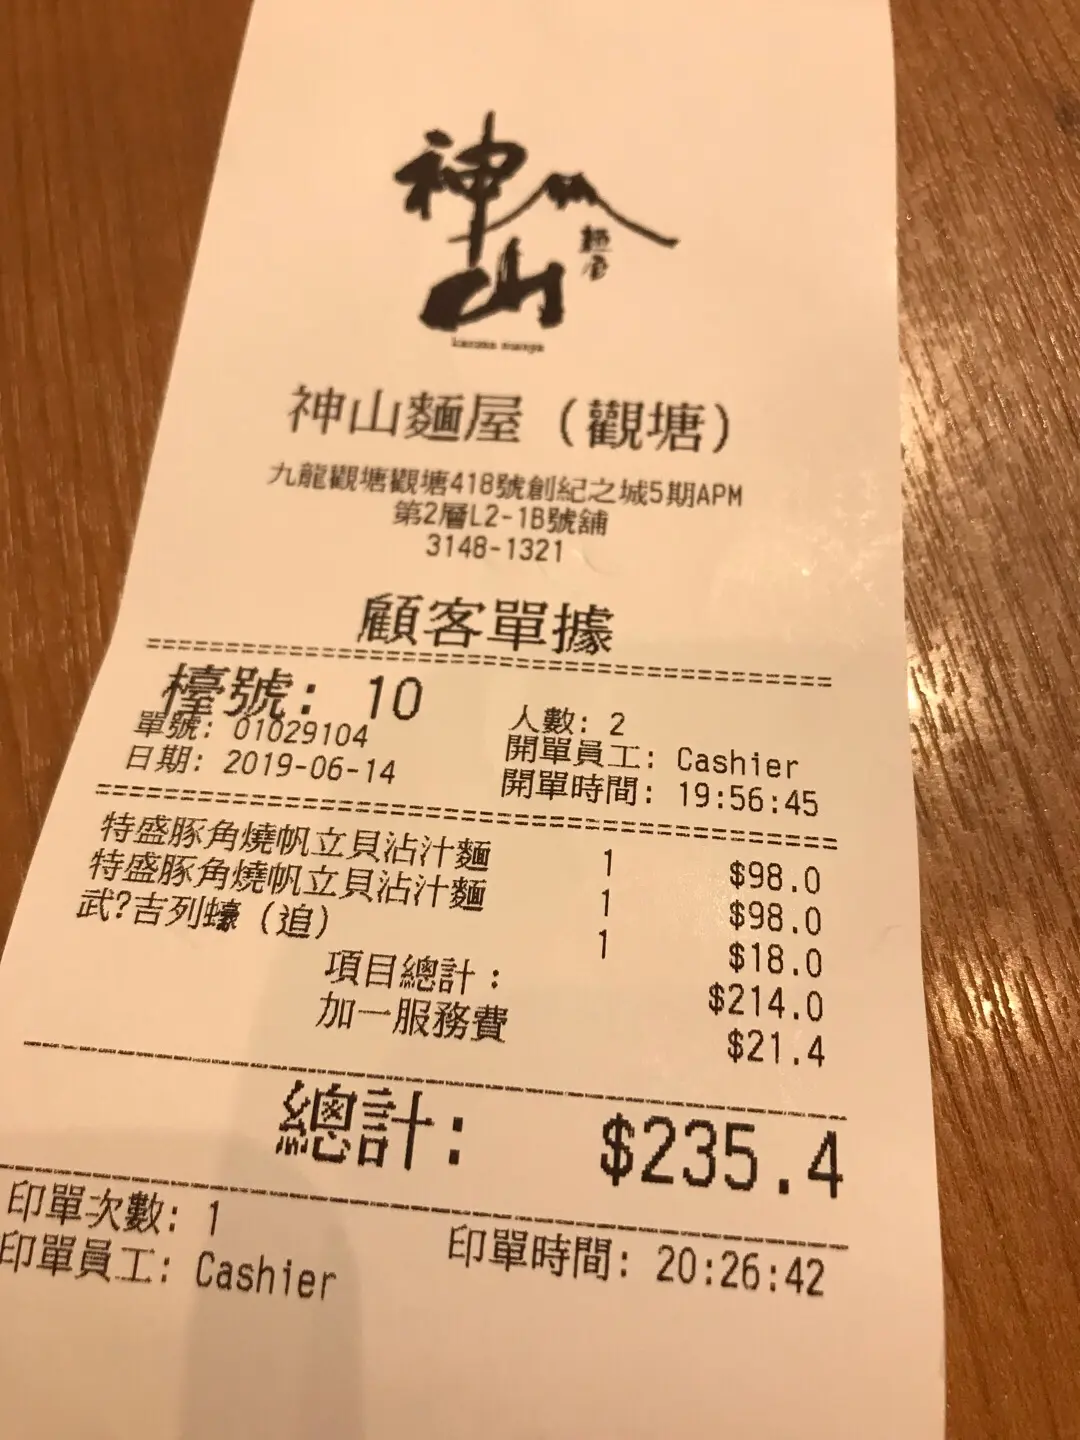 神山
麵屋
神山麵屋（觀塘）
九龍觀塘觀塘418號創紀之城5期APM
第2層L2-1B號舖
3148-1321
顧客單據
檯號: 10
單號: 01029104 人數: 2
日期: 2019-06-14 開單員工: Cashier
開單時間: 19:56:45
特盛豚角燒帆立貝沾汁麵 1 $98.0
特盛豚角燒帆立貝沾汁麵 1 $98.0
武?吉列蠔（追） 1 $18.0
項目總計： $214.0
加一服務費 $21.4
總計: $235.4
印單次數: 1 印單時間: 20:26:42
印單員工: Cashier